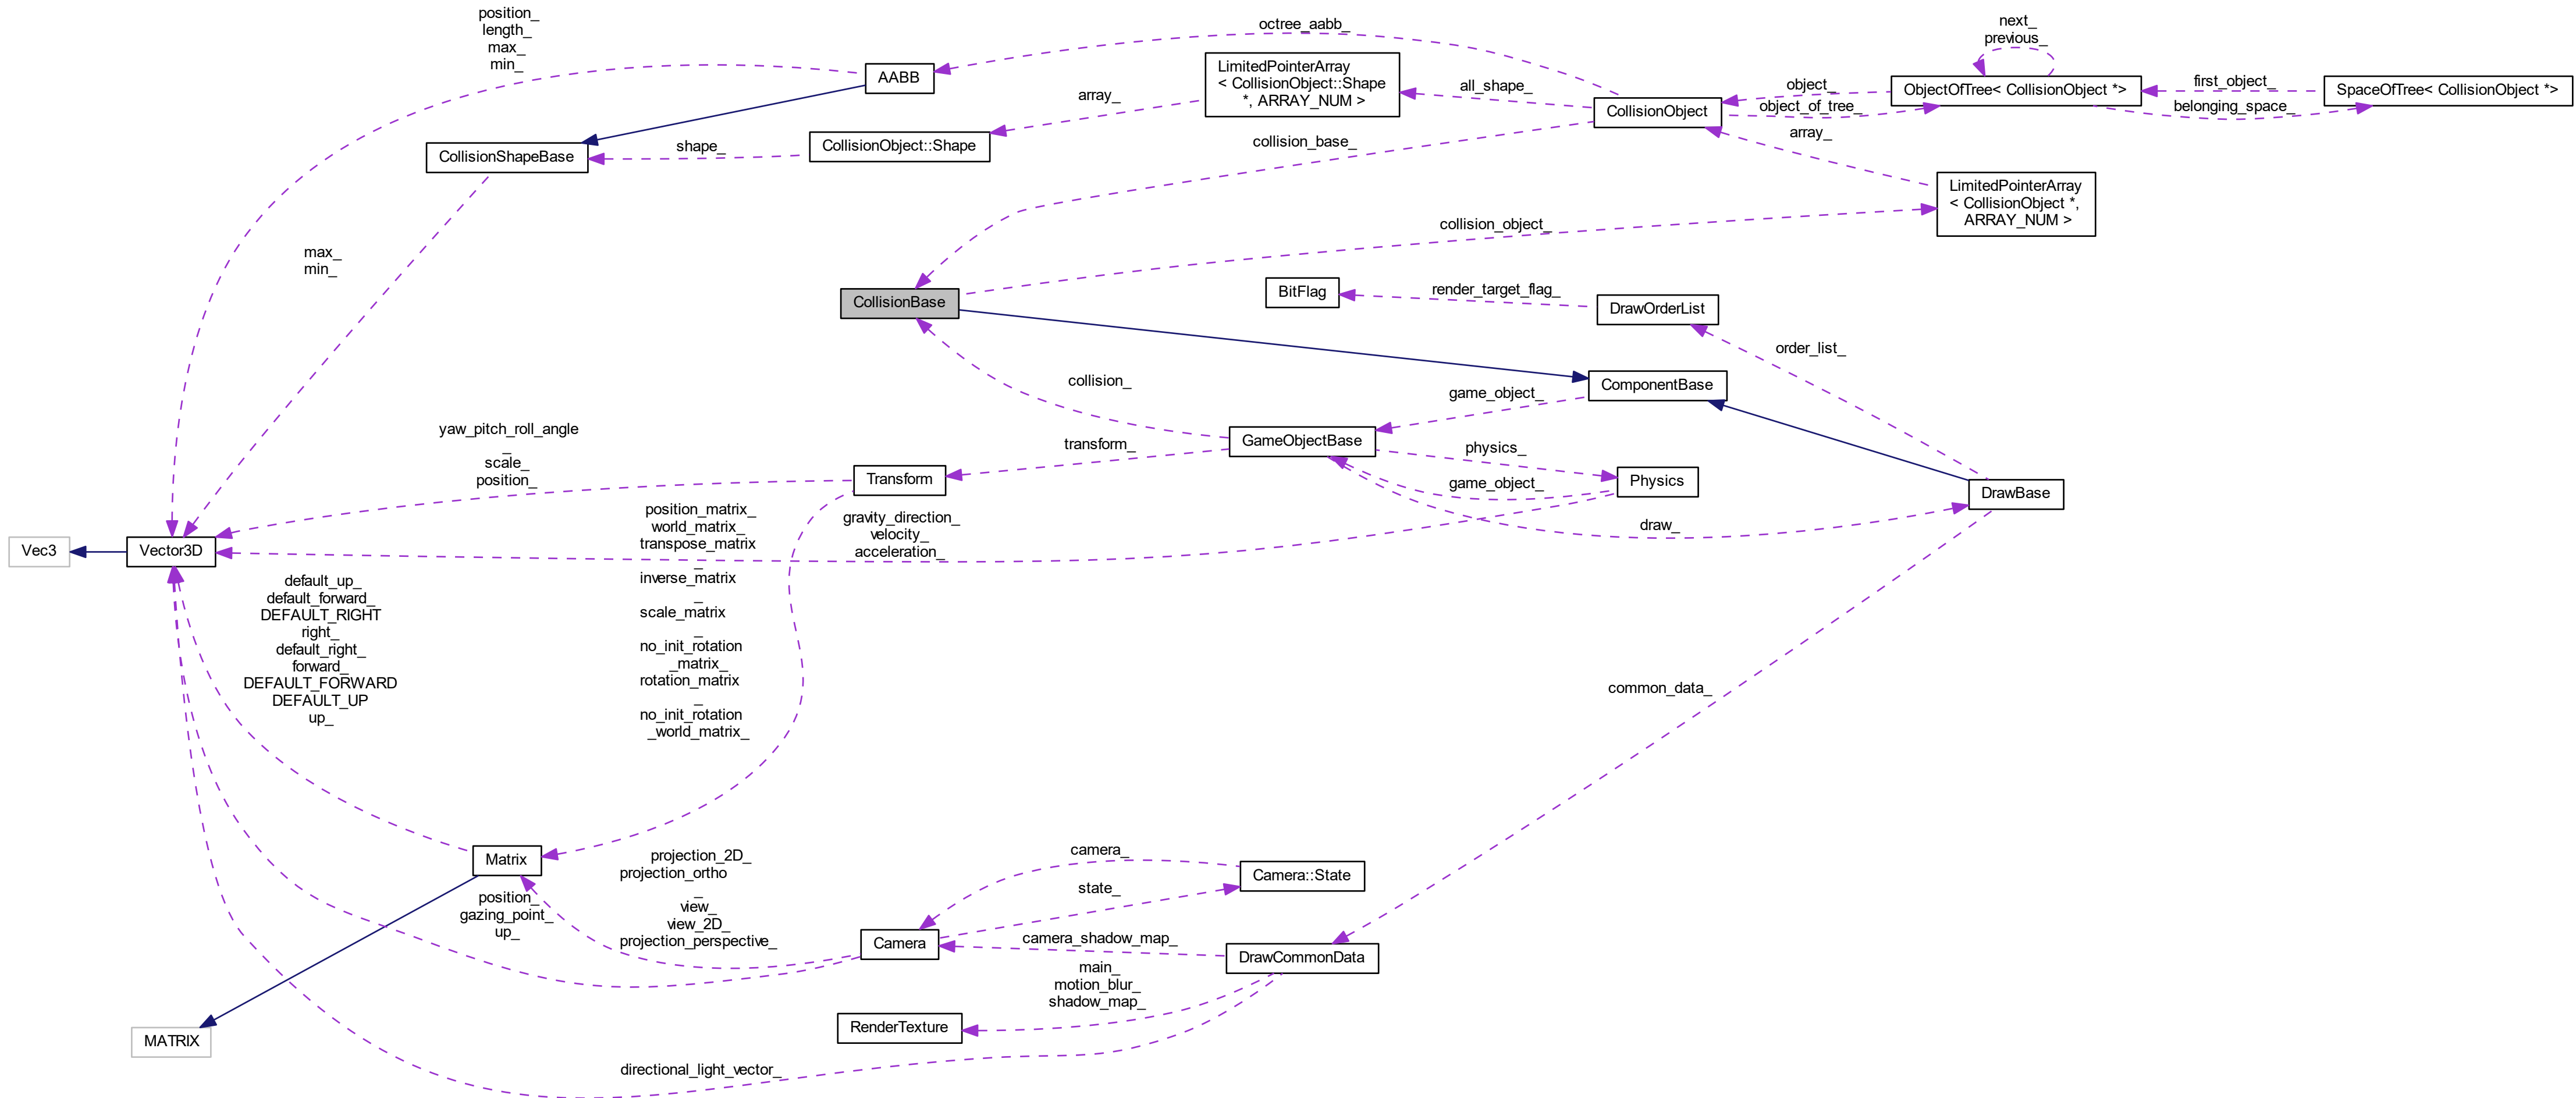 position_
length_
max_
min_
octree_aabb_
next_
previous_
AABB
LimitedPointerArray
< CollisionObject::Shape
*, ARRAY_NUM >
array_
all_shape_
CollisionObject
object_
object_of_tree_
ObjectOfTree< CollisionObject *>
first_object_
belonging_space_
SpaceOfTree< CollisionObject *>
CollisionShapeBase
shape_
CollisionObject::Shape
collision_base_
array_
LimitedPointerArray
< CollisionObject *,
ARRAY_NUM >
max_
min_
collision_object_
CollisionBase
BitFlag
render_target_flag_
DrawOrderList
order_list_
collision_
ComponentBase
game_object_
GameObjectBase
yaw_pitch_roll_angle
_
scale_
position_
transform_
Transform
physics_
game_object_
Physics
DrawBase
draw_
Vec3
Vector3D
position_matrix_
world_matrix_
transpose_matrix
_
inverse_matrix
_
scale_matrix
_
no_init_rotation
_matrix_
rotation_matrix
_
no_init_rotation
_world_matrix_
gravity_direction_
velocity_
acceleration_
default_up_
default_forward_
DEFAULT_RIGHT
right_
default_right_
forward_
DEFAULT_FORWARD
DEFAULT_UP
up_
common_data_
Matrix
projection_2D_
projection_ortho
_
view_
view_2D_
projection_perspective_
position_
gazing_point_
up_
camera_
state_
Camera::State
Camera
camera_shadow_map_
DrawCommonData
main_
motion_blur_
shadow_map_
RenderTexture
MATRIX
directional_light_vector_